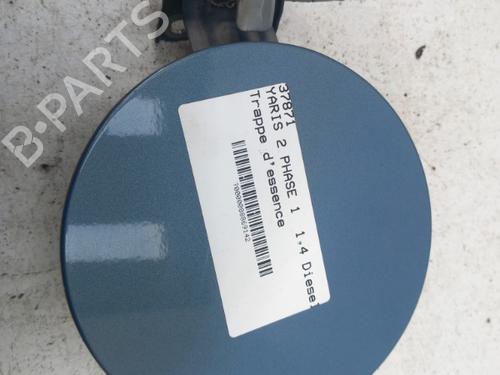 B-PARTS
37871
YARIS 2 PHASE 1 1,4 Diesel
Trappe d'essence